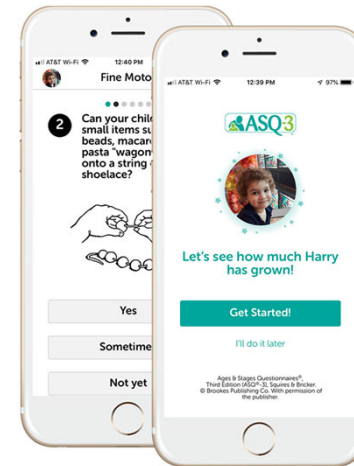 AT&T Wi-Fi
12:40 PM
Fine Moto
2
Can your chil
small items su
beads, macar
pasta "wagon
onto a string
shoelace?
Yes
Sometime
Not yet
AT&T Wi-Fi
12:39 PM
97%
ASQ-3
Let's see how much Harry
has grown!
Get Started!
I'll do it later
Ages & Stages Questionnaires®,
Third Edition (ASQ®-3), Squires & Bricker.
© Brookes Publishing Co. With permission of
the publisher.